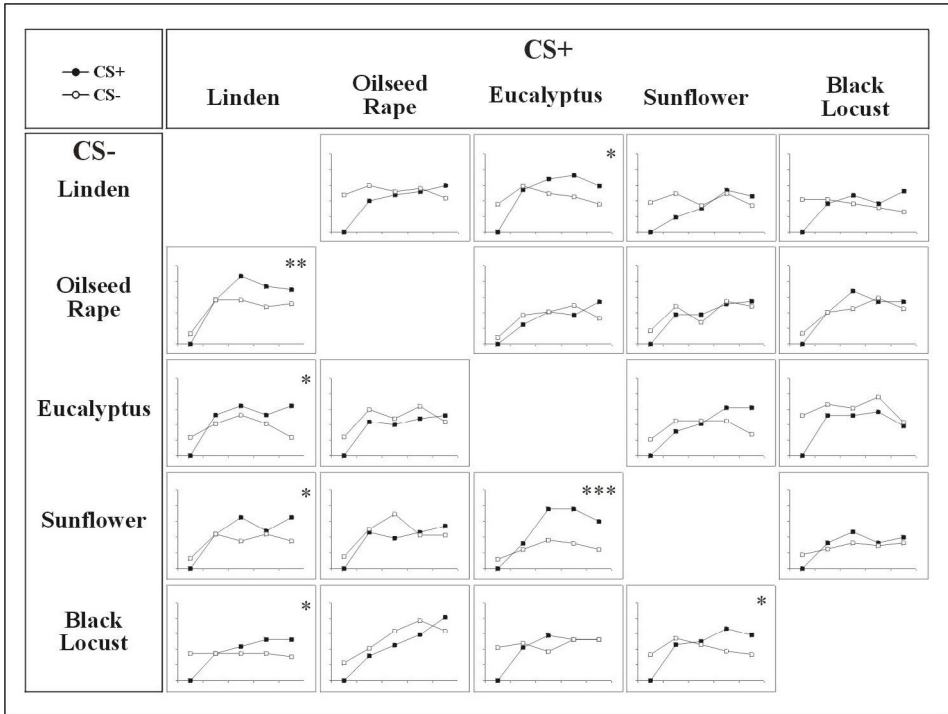 CS+
CS-
CS+
Linden
Oilseed
Rape
Eucalyptus
Sunflower
Black
Locust
CS-
Linden
*
Oilseed
Rape
**
Eucalyptus
*
Sunflower
*
***
Black
Locust
*
*